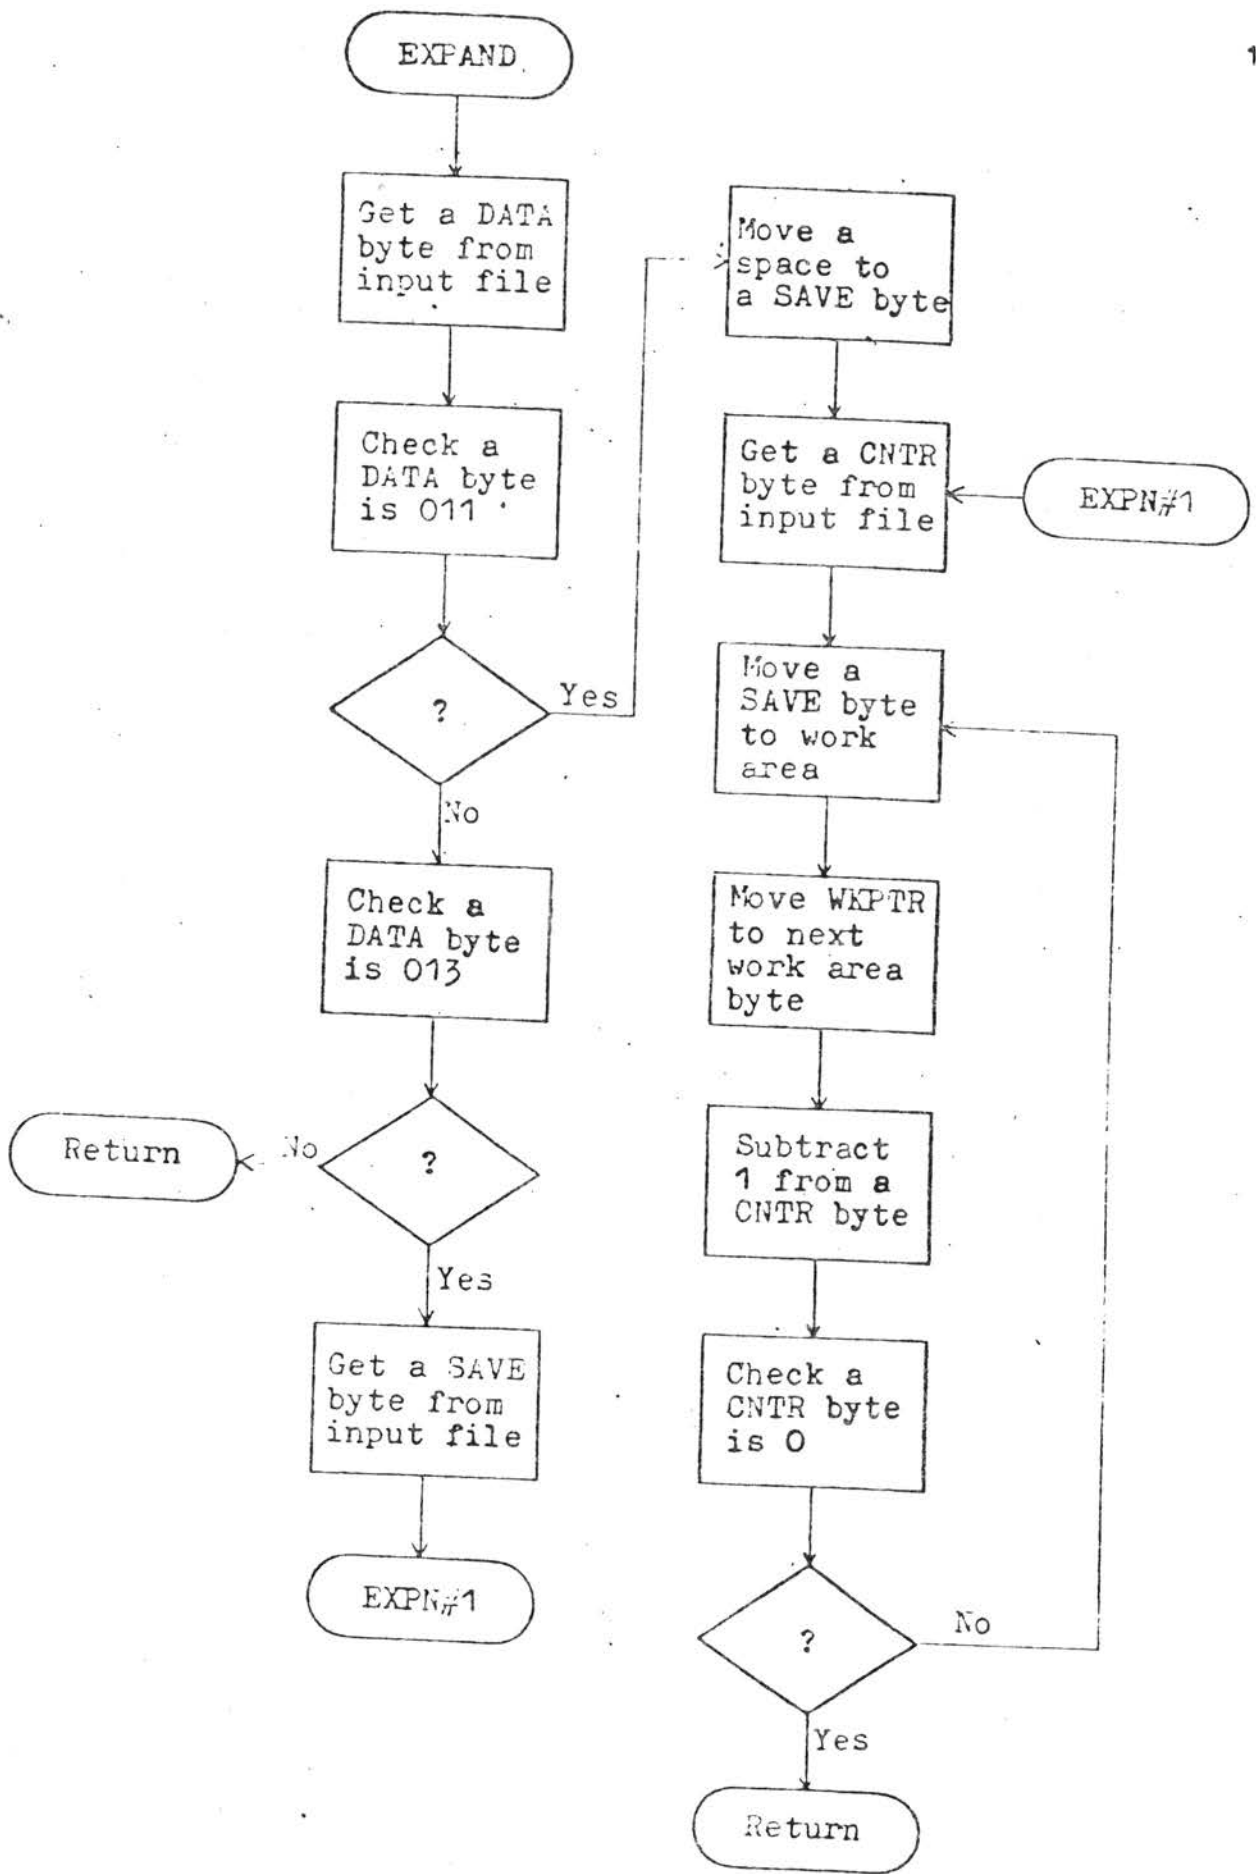 1
EXPAND
Get a DATA
byte from
input file
Check a
DATA byte
is 011
?
Yes
No
Check a
DATA byte
is 013
?
No
Return
Yes
Get a SAVE
byte from
input file
EXPN#1
Move a
space to
a SAVE byte
Get a CNTR
byte from
input file
EXPN#1
Move a
SAVE byte
to work
area
Move WKPTR
to next
work area
byte
Subtract
1 from a
CNTR byte
Check a
CNTR byte
is 0
?
No
Yes
Return